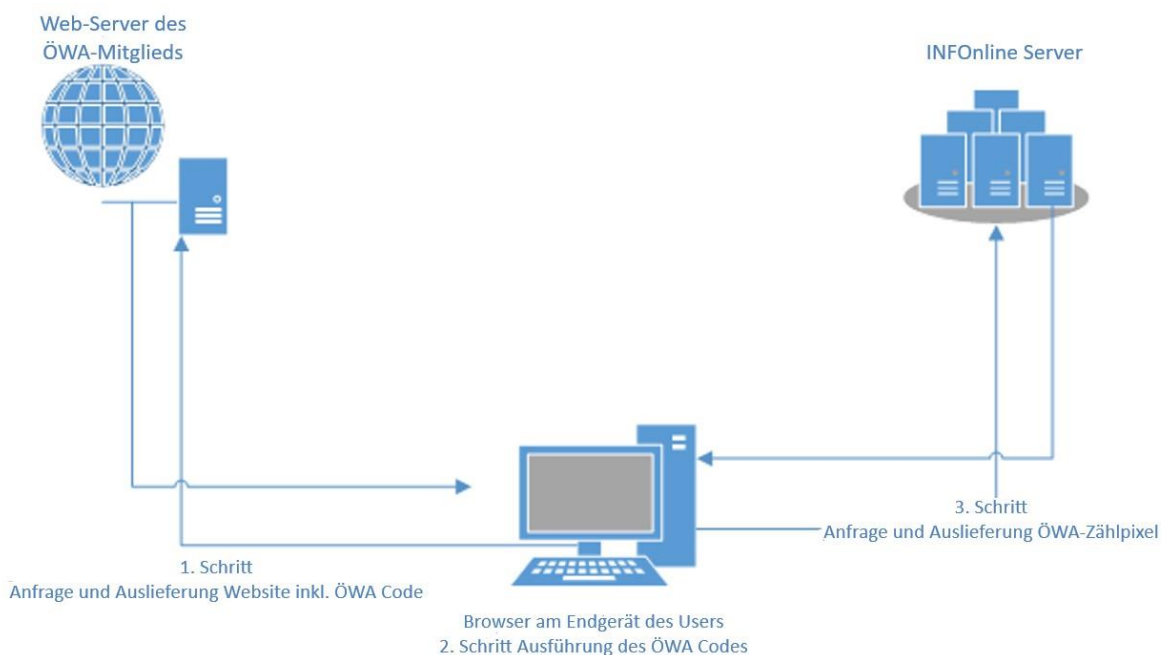 Web-Server des
ÖWA-Mitglieds
INFOnline Server
1. Schritt
Anfrage und Auslieferung Website inkl. ÖWA Code
Browser am Endgerät des Users
2. Schritt Ausführung des ÖWA Codes
3. Schritt
Anfrage und Auslieferung ÖWA-Zählpixel